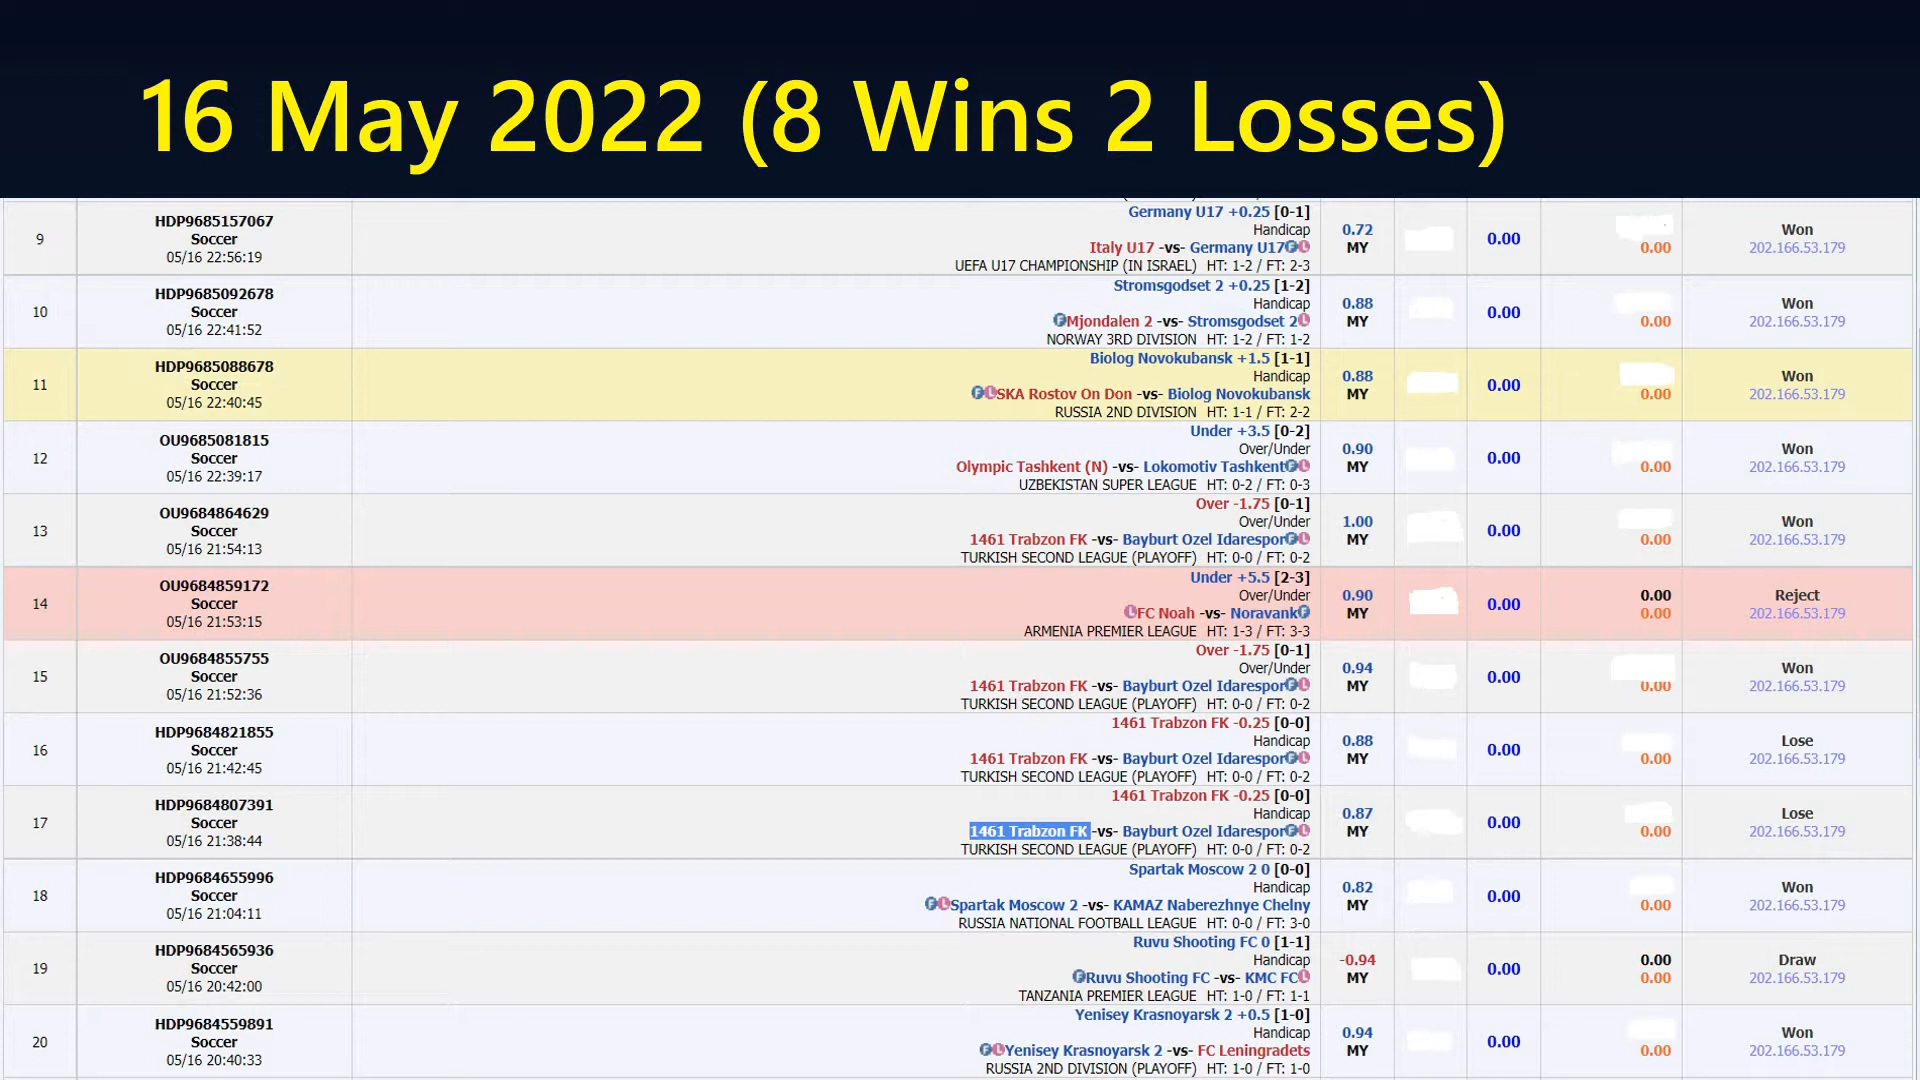 16 May 2022 (8 Wins 2 Losses)
9
HDP9685157067
Soccer
05/16 22:56:19
Germany U17 +0.25 [0-1]
Handicap
Italy U17 -vs- Germany U17 F L
UEFA U17 CHAMPIONSHIP (IN ISRAEL) HT: 1-2 / FT: 2-3
0.72
MY
0.00
0.00
Won
202.166.53.179
10
HDP9685092678
Soccer
05/16 22:41:52
Stromsgodset 2 +0.25 [1-2]
Handicap
F Mjondalen 2 -vs- Stromsgodset 2 L
NORWAY 3RD DIVISION HT: 1-2 / FT: 1-2
0.88
MY
0.00
0.00
Won
202.166.53.179
11
HDP9685088678
Soccer
05/16 22:40:45
Biolog Novokubansk +1.5 [1-1]
Handicap
F L SKA Rostov On Don -vs- Biolog Novokubansk
RUSSIA 2ND DIVISION HT: 1-1 / FT: 2-2
0.88
MY
0.00
0.00
Won
202.166.53.179
12
OU9685081815
Soccer
05/16 22:39:17
Under +3.5 [0-2]
Over/Under
Olympic Tashkent (N) -vs- Lokomotiv Tashkent F L
UZBEKISTAN SUPER LEAGUE HT: 0-2 / FT: 0-3
0.90
MY
0.00
0.00
Won
202.166.53.179
13
OU9684864629
Soccer
05/16 21:54:13
Over -1.75 [0-1]
Over/Under
1461 Trabzon FK -vs- Bayburt Ozel Idarespor F L
TURKISH SECOND LEAGUE (PLAYOFF) HT: 0-0 / FT: 0-2
1.00
MY
0.00
0.00
Won
202.166.53.179
14
OU9684859172
Soccer
05/16 21:53:15
Under +5.5 [2-3]
Over/Under
L FC Noah -vs- Noravank F
ARMENIA PREMIER LEAGUE HT: 1-3 / FT: 3-3
0.90
MY
0.00
0.00
0.00
Reject
202.166.53.179
15
OU9684855755
Soccer
05/16 21:52:36
Over -1.75 [0-1]
Over/Under
1461 Trabzon FK -vs- Bayburt Ozel Idarespor F L
TURKISH SECOND LEAGUE (PLAYOFF) HT: 0-0 / FT: 0-2
0.94
MY
0.00
0.00
Won
202.166.53.179
16
HDP9684821855
Soccer
05/16 21:42:45
1461 Trabzon FK -0.25 [0-0]
Handicap
1461 Trabzon FK -vs- Bayburt Ozel Idarespor F L
TURKISH SECOND LEAGUE (PLAYOFF) HT: 0-0 / FT: 0-2
0.88
MY
0.00
0.00
Lose
202.166.53.179
17
HDP9684807391
Soccer
05/16 21:38:44
1461 Trabzon FK -0.25 [0-0]
Handicap
1461 Trabzon FK -vs- Bayburt Ozel Idarespor F L
TURKISH SECOND LEAGUE (PLAYOFF) HT: 0-0 / FT: 0-2
0.87
MY
0.00
0.00
Lose
202.166.53.179
18
HDP9684655996
Soccer
05/16 21:04:11
Spartak Moscow 2 0 [0-0]
Handicap
F L Spartak Moscow 2 -vs- KAMAZ Naberezhnye Chelny
RUSSIA NATIONAL FOOTBALL LEAGUE HT: 0-0 / FT: 3-0
0.82
MY
0.00
0.00
Won
202.166.53.179
19
HDP9684565936
Soccer
05/16 20:42:00
Ruvu Shooting FC 0 [1-1]
Handicap
F Ruvu Shooting FC -vs- KMC FC L
TANZANIA PREMIER LEAGUE HT: 1-0 / FT: 1-1
-0.94
MY
0.00
0.00
0.00
Draw
202.166.53.179
20
HDP9684559891
Soccer
05/16 20:40:33
Yenisey Krasnoyarsk 2 +0.5 [1-0]
Handicap
F L Yenisey Krasnoyarsk 2 -vs- FC Leningradets
RUSSIA 2ND DIVISION (PLAYOFF) HT: 1-0 / FT: 1-0
0.94
MY
0.00
0.00
Won
202.166.53.179